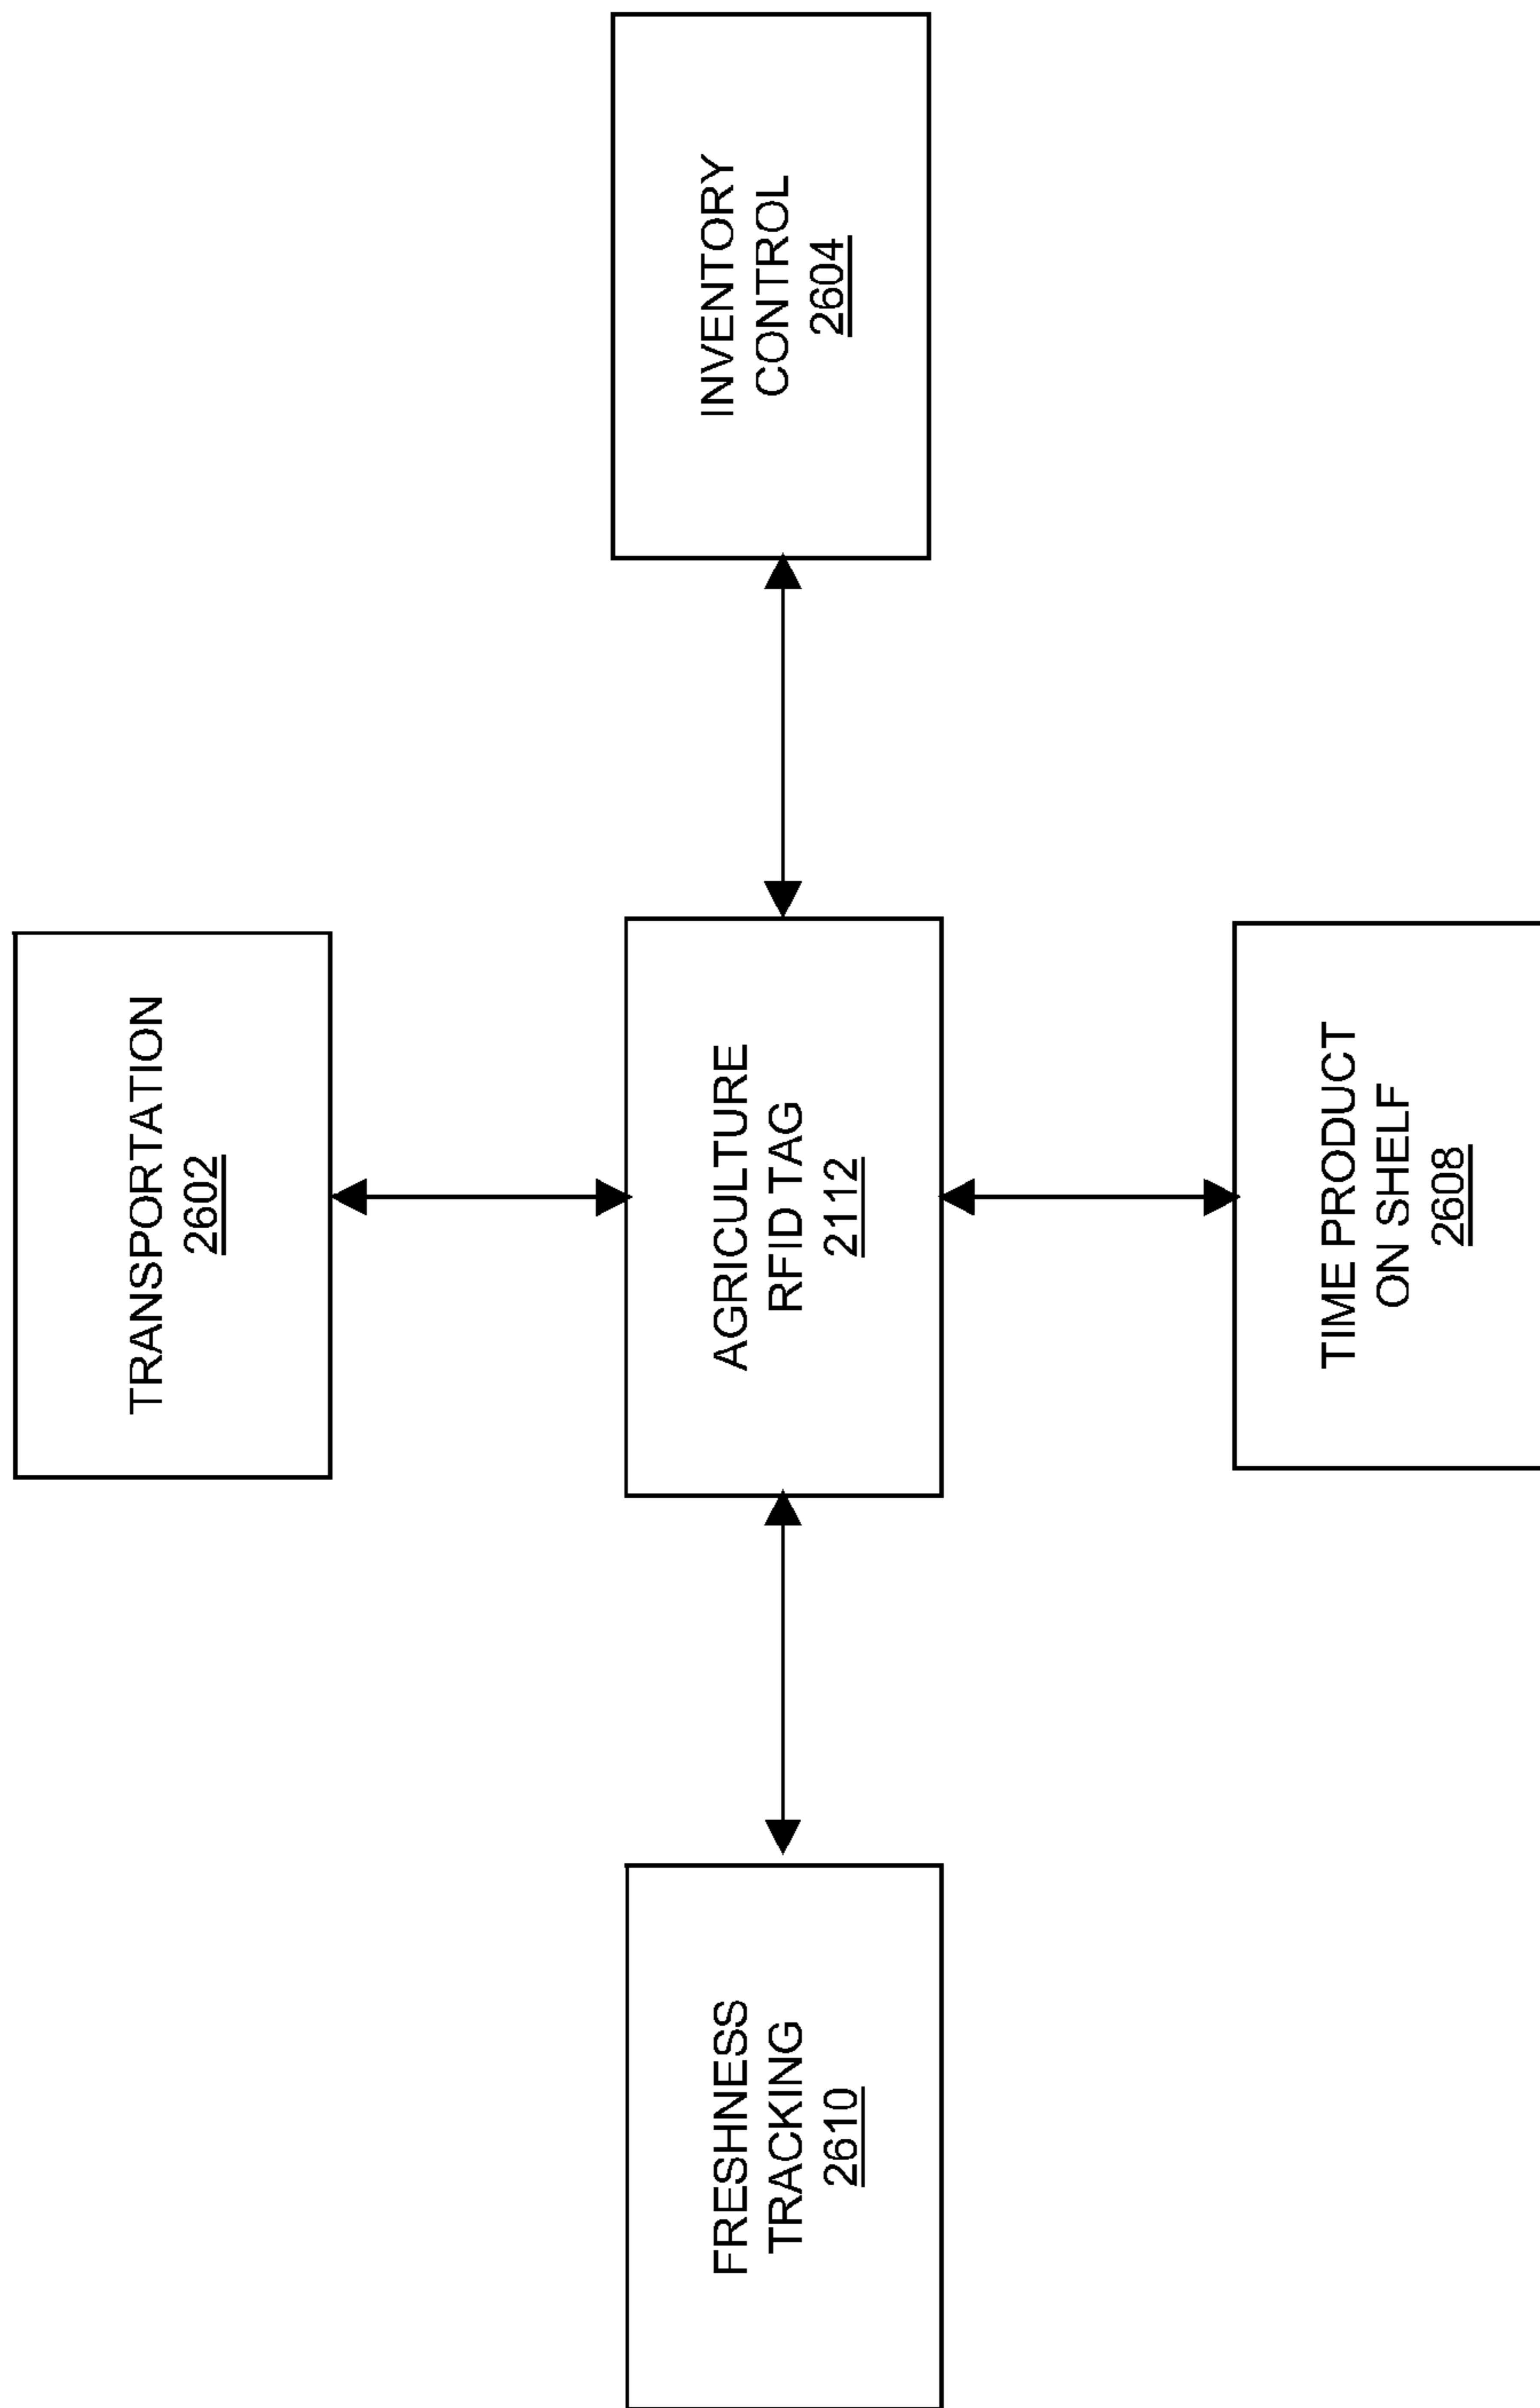 TRANSPORTATION
2602
FRESHNESS
TRACKING
2610
AGRICULTURE
RFID TAG
2112
INVENTORY
CONTROL
2604
TIME PRODUCT
ON SHELF
2608